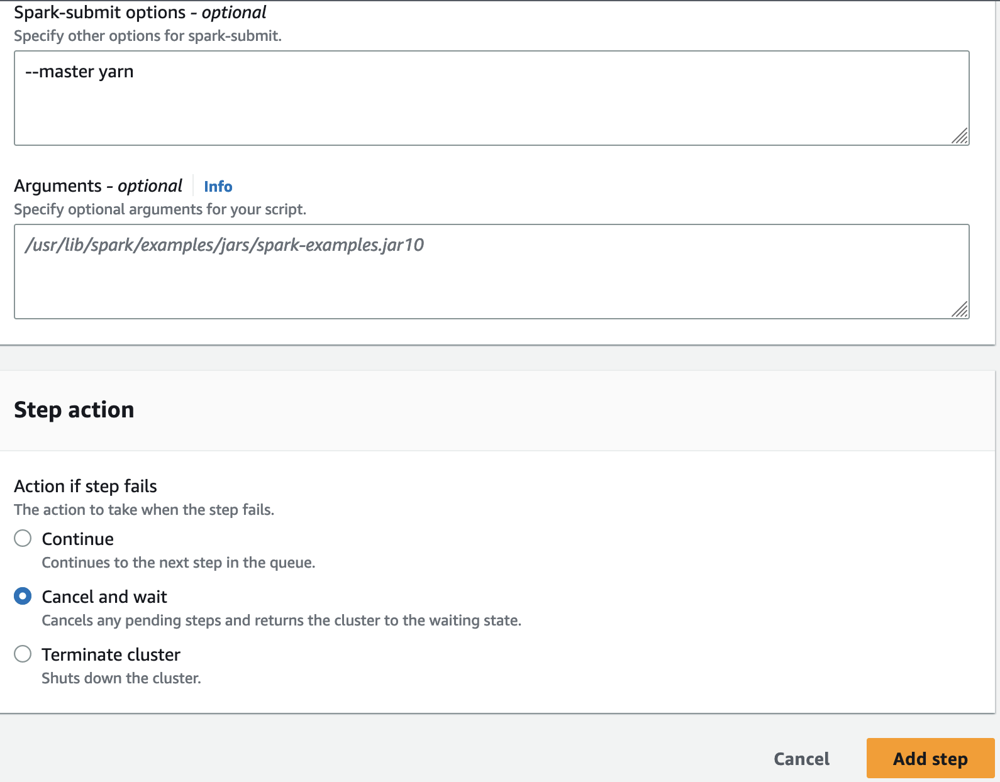 Spark-submit options - optional
Specify other options for spark-submit.
--master yarn
Arguments - optional Info
Specify optional arguments for your script.
/usr/lib/spark/examples/jars/spark-examples.jar10
Step action
Action if step fails
The action to take when the step fails.
Continue
Continues to the next step in the queue.
Cancel and wait
Cancels any pending steps and returns the cluster to the waiting state.
Terminate cluster
Shuts down the cluster.
Cancel Add step